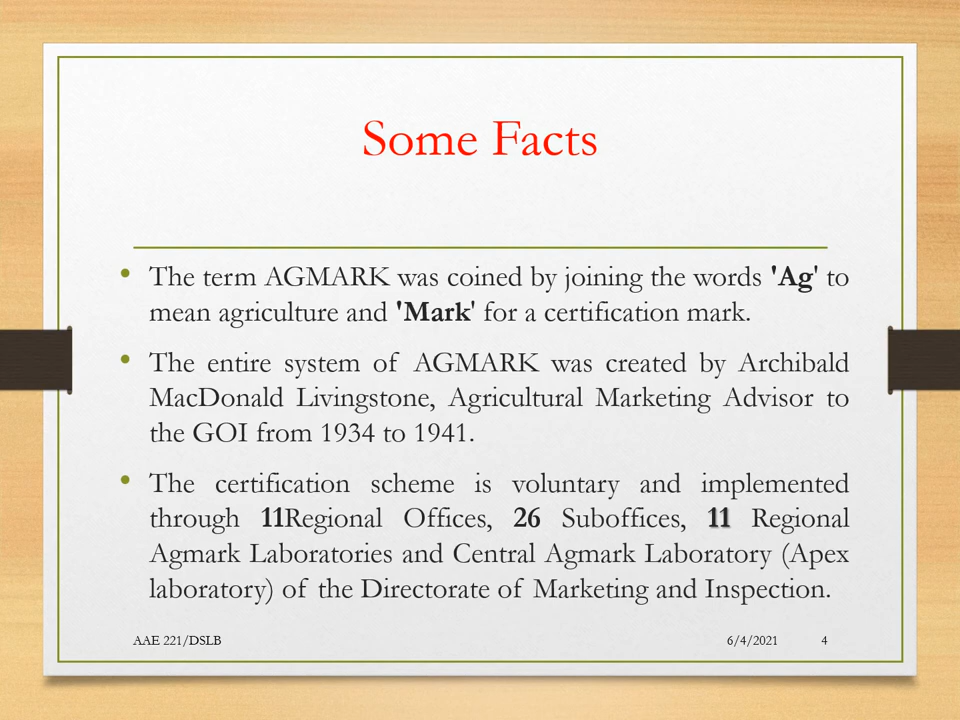 Some Facts
• The term AGMARK was coined by joining the words 'Ag' to
mean agriculture and 'Mark' for a certification mark.
• The entire system of AGMARK was created by Archibald
MacDonald Livingstone, Agricultural Marketing Advisor to
the GOI from 1934 to 1941.
• The certification scheme is voluntary and implemented
through 11Regional Offices, 26 Suboffices, 11 Regional
Agmark Laboratories and Central Agmark Laboratory (Apex
laboratory) of the Directorate of Marketing and Inspection.
AAE 221/DSLB 6/4/2021 4